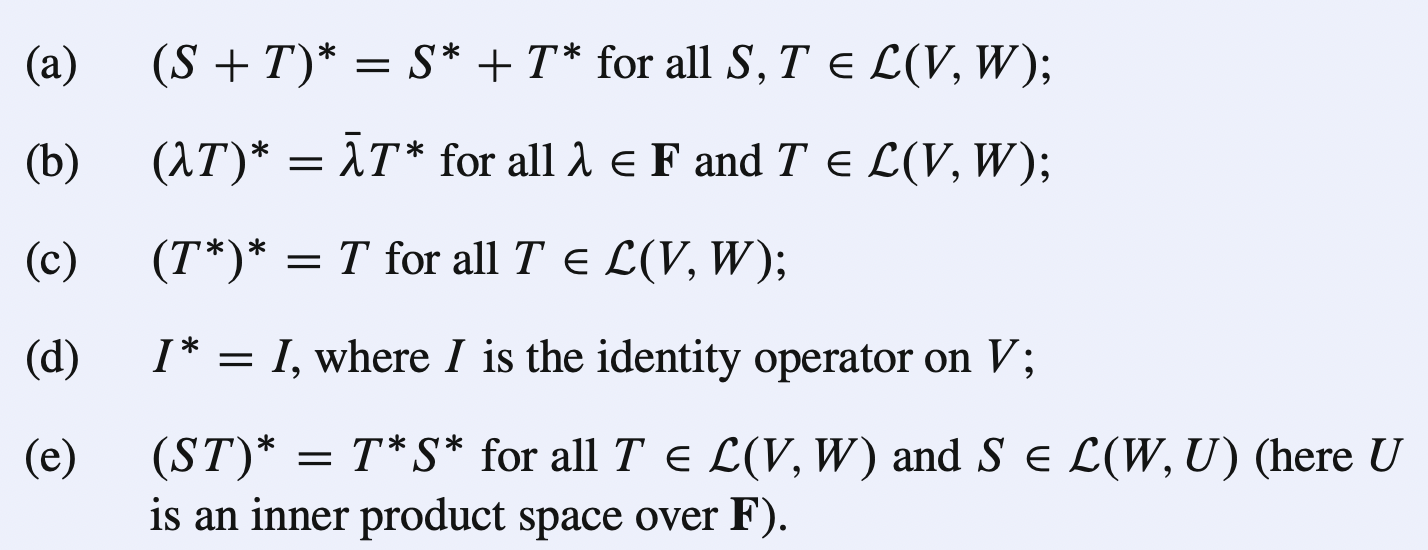 (a) (S + T)* = S* + T* for all S, T ∈ ℒ(V, W);
(b) (λT)* = λ̄T* for all λ ∈ 𝐅 and T ∈ ℒ(V, W);
(c) (T*)* = T for all T ∈ ℒ(V, W);
(d) I* = I, where I is the identity operator on V;
(e) (ST)* = T*S* for all T ∈ ℒ(V, W) and S ∈ ℒ(W, U) (here U
is an inner product space over 𝐅).